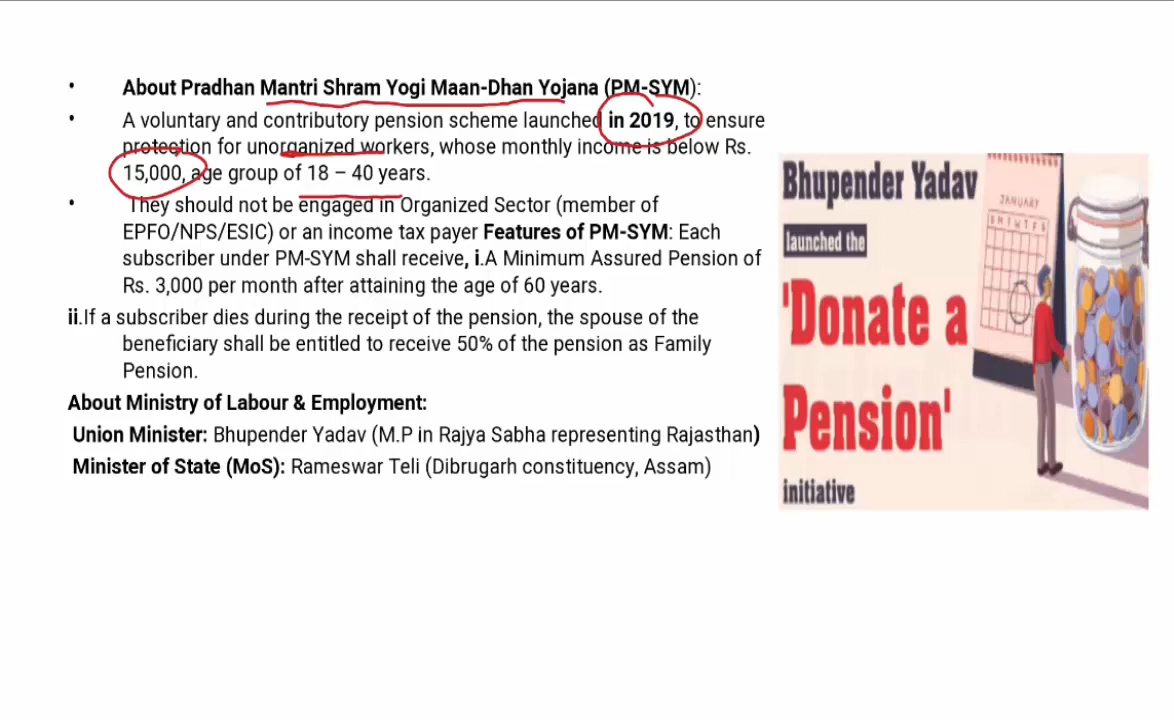 • About Pradhan Mantri Shram Yogi Maan-Dhan Yojana (PM-SYM):
• A voluntary and contributory pension scheme launched in 2019, to ensure
protection for unorganized workers, whose monthly income is below Rs.
15,000, age group of 18 – 40 years.
• They should not be engaged in Organized Sector (member of
EPFO/NPS/ESIC) or an income tax payer Features of PM-SYM: Each
subscriber under PM-SYM shall receive, i.A Minimum Assured Pension of
Rs. 3,000 per month after attaining the age of 60 years.
ii.If a subscriber dies during the receipt of the pension, the spouse of the
beneficiary shall be entitled to receive 50% of the pension as Family
Pension.
About Ministry of Labour & Employment:
Union Minister: Bhupender Yadav (M.P in Rajya Sabha representing Rajasthan)
Minister of State (MoS): Rameswar Teli (Dibrugarh constituency, Assam)
Bhupender Yadav
launched the
'Donate a
Pension'
initiative
JANUARY
S M T W T F S